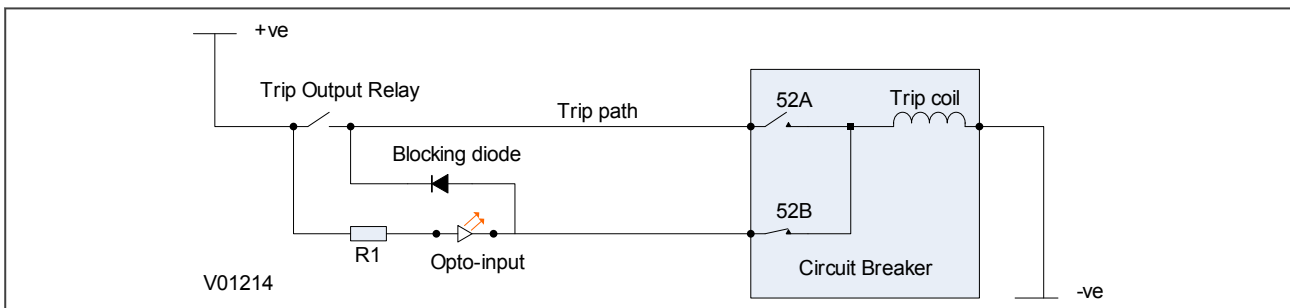 +ve
Trip Output Relay
Trip path
52A
Trip coil
Blocking diode
52B
R1
Opto-input
Circuit Breaker
V01214
-ve